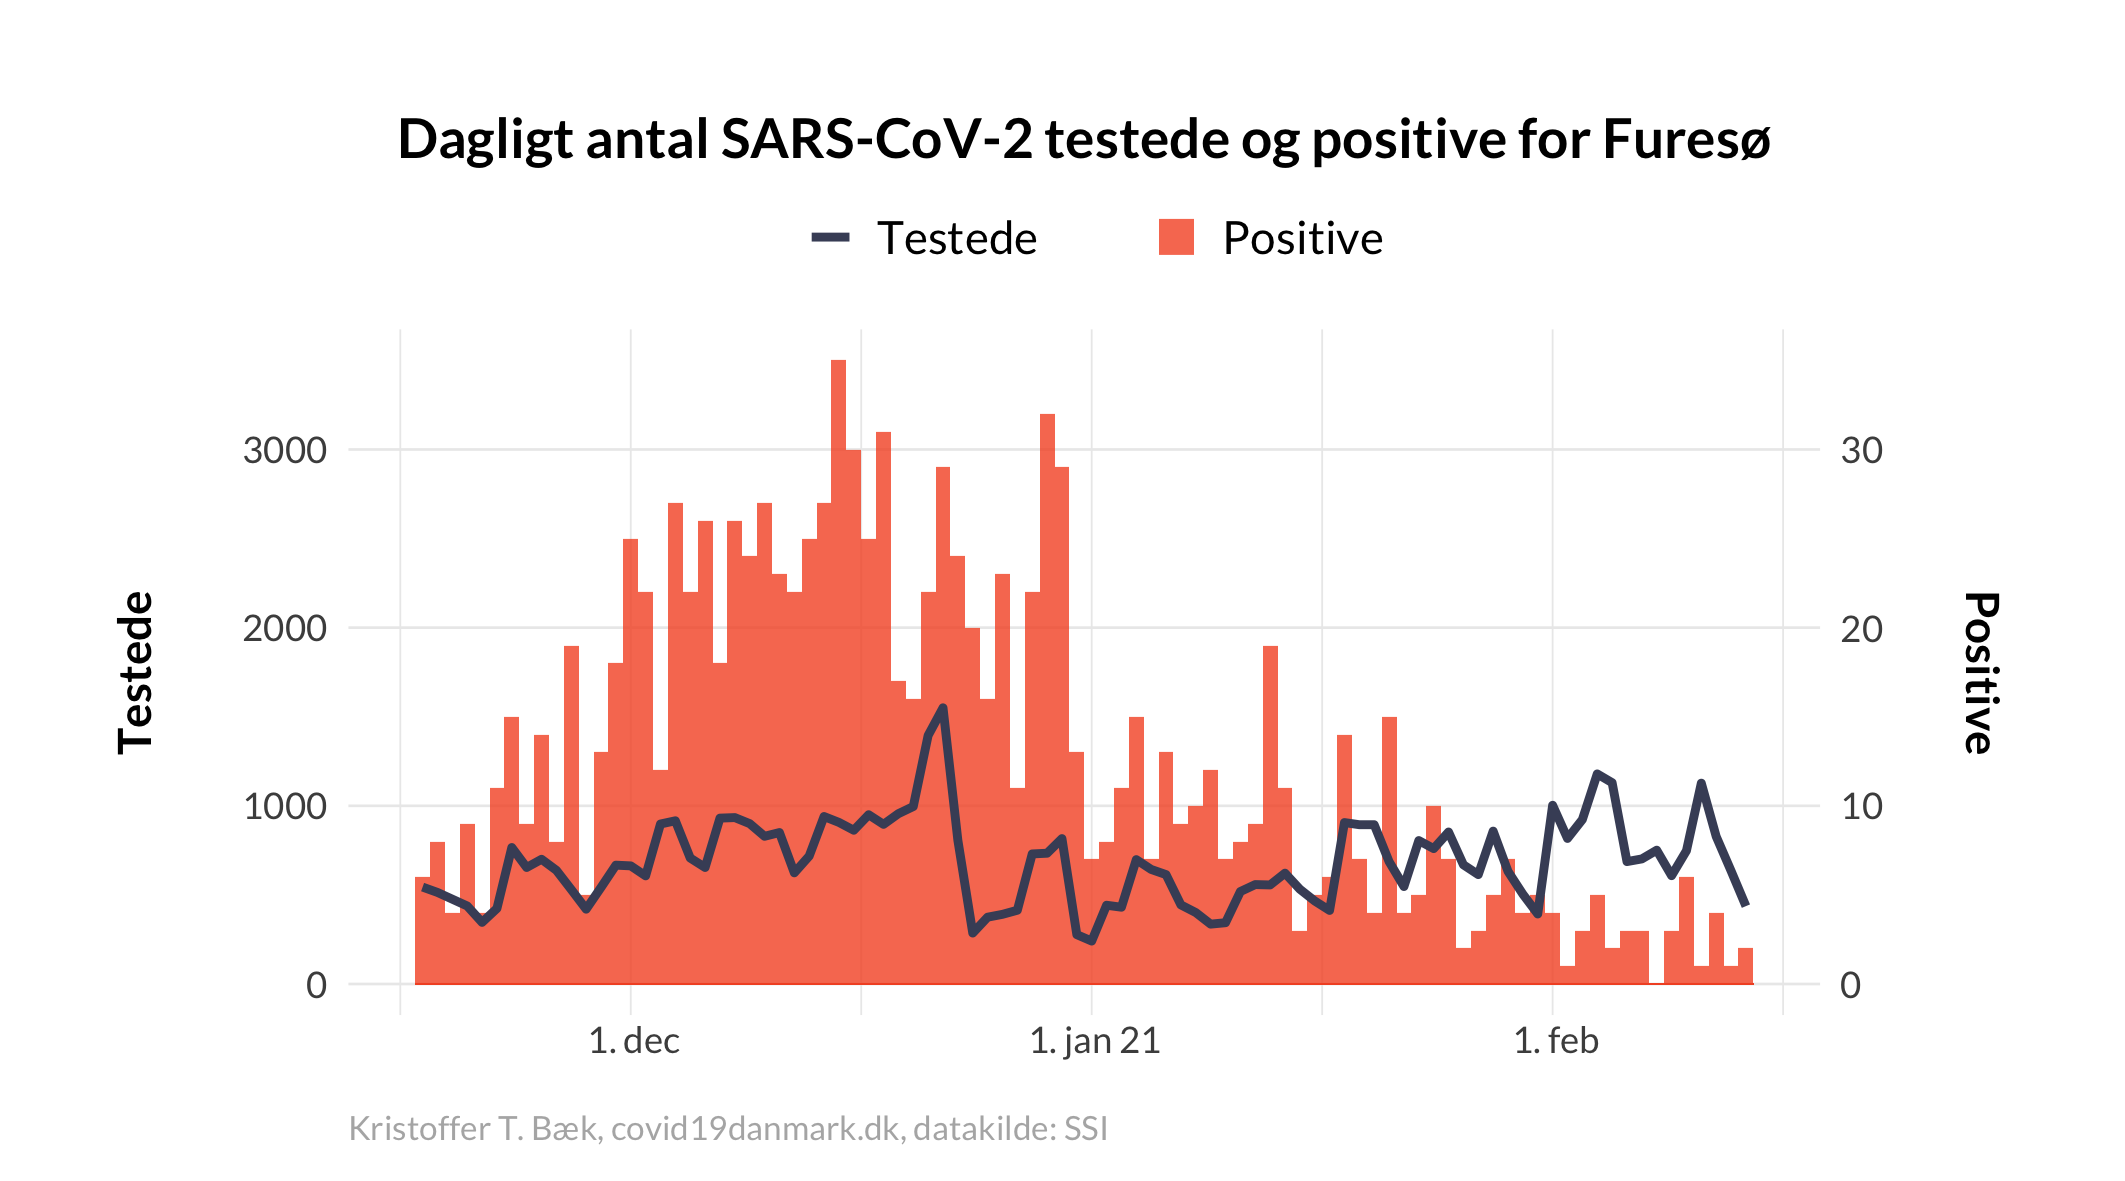 Dagligt antal SARS-CoV-2 testede og positive for Furesø
Testede Positive
3000 30
2000 20
1000 10
0 0
Testede
Positive
1. dec 1. jan 21 1. feb
Kristoffer T. Bæk, covid19danmark.dk, datakilde: SSI